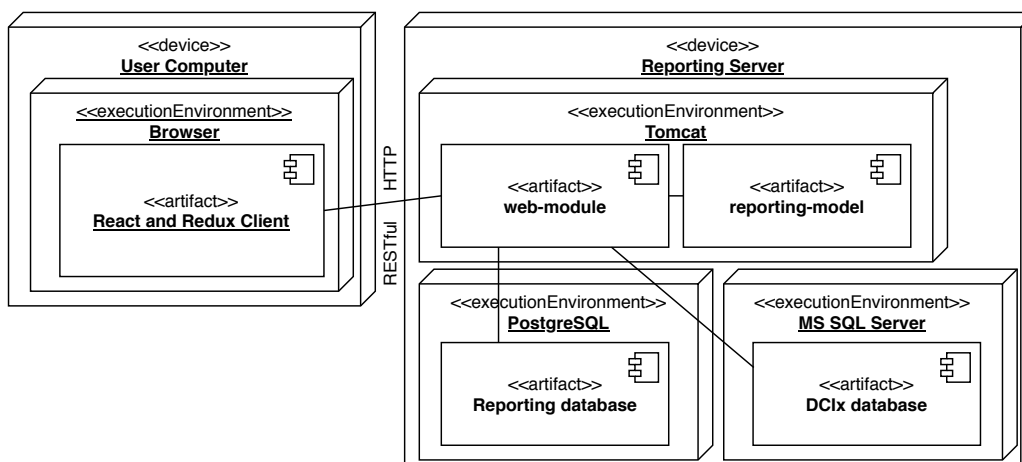 <<device>>
User Computer
<<executionEnvironment>>
Browser
<<artifact>>
React and Redux Client
HTTP
RESTful
<<device>>
Reporting Server
<<executionEnvironment>>
Tomcat
<<artifact>>
web-module
<<artifact>>
reporting-model
<<executionEnvironment>>
PostgreSQL
<<artifact>>
Reporting database
<<executionEnvironment>>
MS SQL Server
<<artifact>>
DCIx database